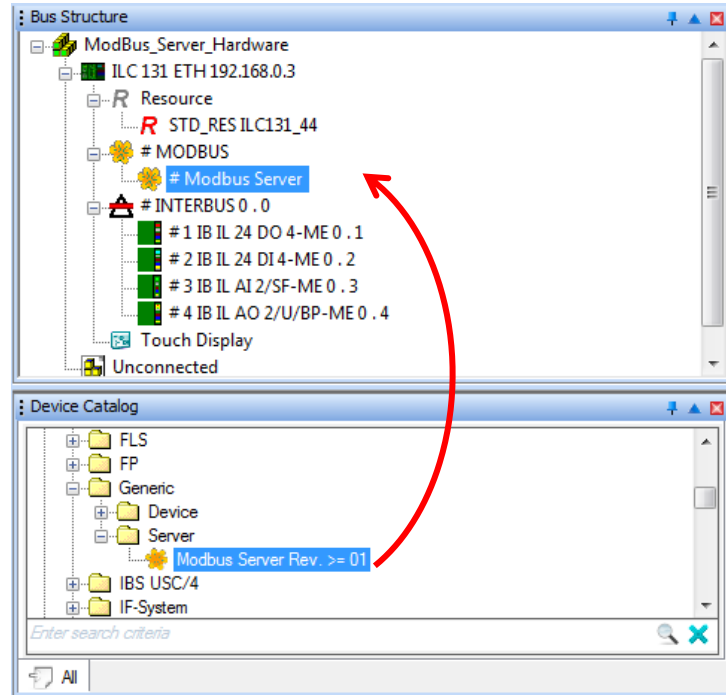 Bus Structure
ModBus_Server_Hardware
ILC 131 ETH 192.168.0.3
R Resource
R STD_RES ILC131_44
# MODBUS
# Modbus Server
# INTERBUS 0 . 0
# 1 IB IL 24 DO 4-ME 0 . 1
# 2 IB IL 24 DI 4-ME 0 . 2
# 3 IB IL AI 2/SF-ME 0 . 3
# 4 IB IL AO 2/U/BP-ME 0 . 4
Touch Display
Unconnected
Device Catalog
FLS
FP
Generic
Device
Server
Modbus Server Rev. >= 01
IBS USC/4
IF-System
Enter search criteria
All